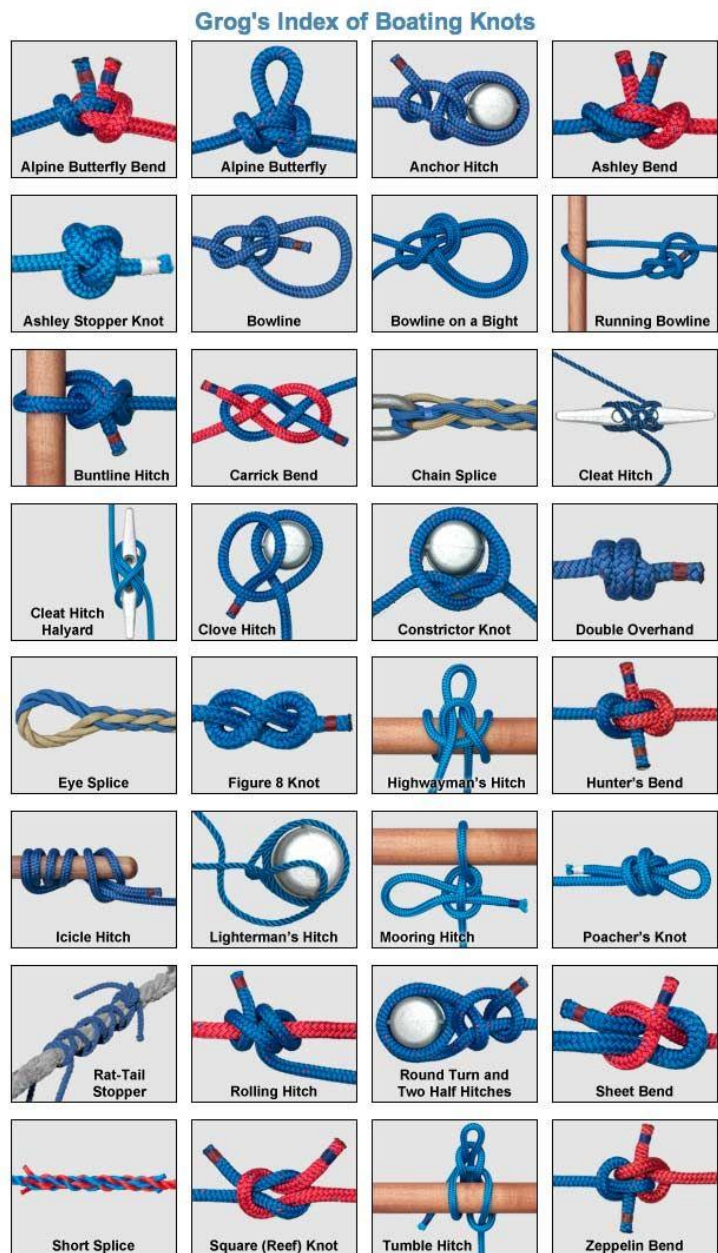 Grog's Index of Boating Knots
Alpine Butterfly Bend
Alpine Butterfly
Anchor Hitch
Ashley Bend
Ashley Stopper Knot
Bowline
Bowline on a Bight
Running Bowline
Buntline Hitch
Carrick Bend
Chain Splice
Cleat Hitch
Cleat Hitch
Halyard
Clove Hitch
Constrictor Knot
Double Overhand
Eye Splice
Figure 8 Knot
Highwayman's Hitch
Hunter's Bend
Icicle Hitch
Lighterman's Hitch
Mooring Hitch
Poacher's Knot
Rat-Tail
Stopper
Rolling Hitch
Round Turn and
Two Half Hitches
Sheet Bend
Short Splice
Square (Reef) Knot
Tumble Hitch
Zeppelin Bend